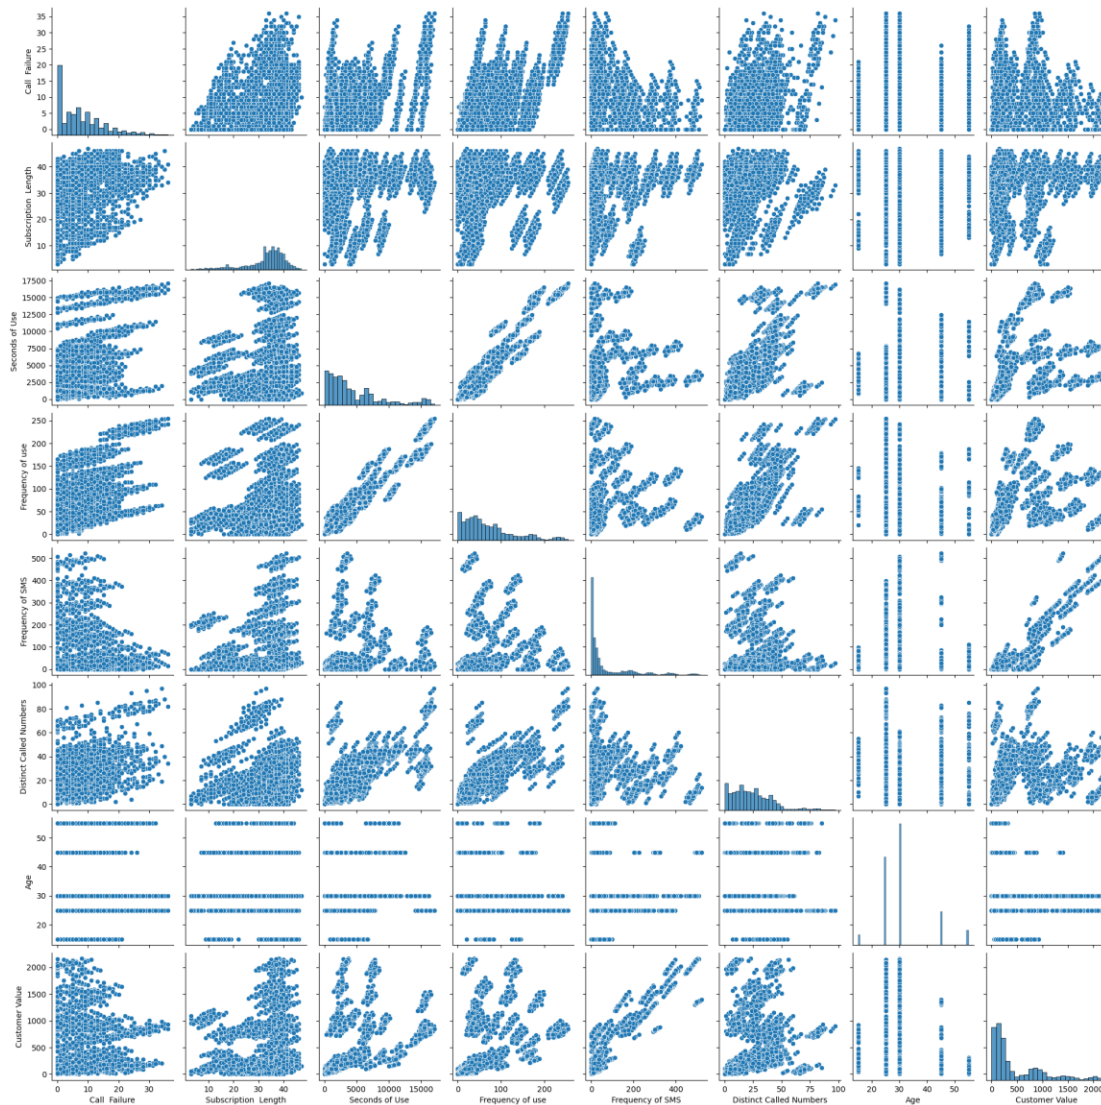 Call  Failure
35
30
25
20
15
10
5
0
Subscription  Length
40
30
20
10
Seconds of Use
17500
15000
12500
10000
7500
5000
2500
0
Frequency of use
250
200
150
100
50
0
Frequency of SMS
500
400
300
200
100
0
Distinct Called Numbers
100
80
60
40
20
0
Age
50
40
30
20
Customer Value
2000
1500
1000
500
0
0 10 20 30
Call  Failure
20 40
Subscription  Length
0 5000 10000 15000
Seconds of Use
0 100 200
Frequency of use
0 200 400
Frequency of SMS
0 25 50 75 100
Distinct Called Numbers
20 30 40 50
Age
0 500 1000 1500 2000
Customer Value